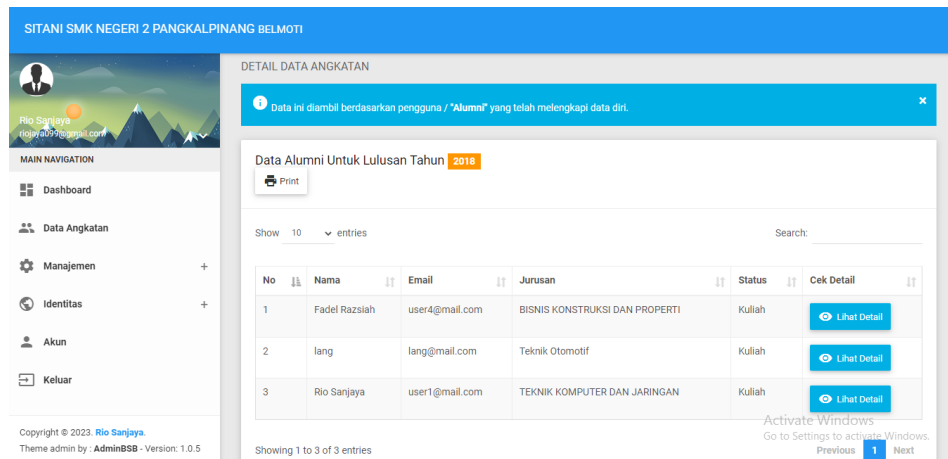 SITANI SMK NEGERI 2 PANGKALPINANG BELMOTI
Rio Sanjaya
riojaya099@gmail.com
MAIN NAVIGATION
Dashboard
Data Angkatan
Manajemen +
Identitas +
Akun
Keluar
Copyright © 2023. Rio Sanjaya.
Theme admin by : AdminBSB - Version: 1.0.5
DETAIL DATA ANGKATAN
Data ini diambil berdasarkan pengguna / "Alumni" yang telah melengkapi data diri. ×
Data Alumni Untuk Lulusan Tahun 2018
Print
Show 10 entries Search:
No Nama Email Jurusan Status Cek Detail
1 Fadel Razsiah user4@mail.com BISNIS KONSTRUKSI DAN PROPERTI Kuliah Lihat Detail
2 lang lang@mail.com Teknik Otomotif Kuliah Lihat Detail
3 Rio Sanjaya user1@mail.com TEKNIK KOMPUTER DAN JARINGAN Kuliah Lihat Detail
Activate Windows
Go to Settings to activate Windows.
Showing 1 to 3 of 3 entries Previous 1 Next